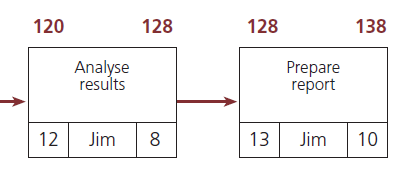 120 128 128 138
Analyse
results
Prepare
report
12 Jim 8
13 Jim 10